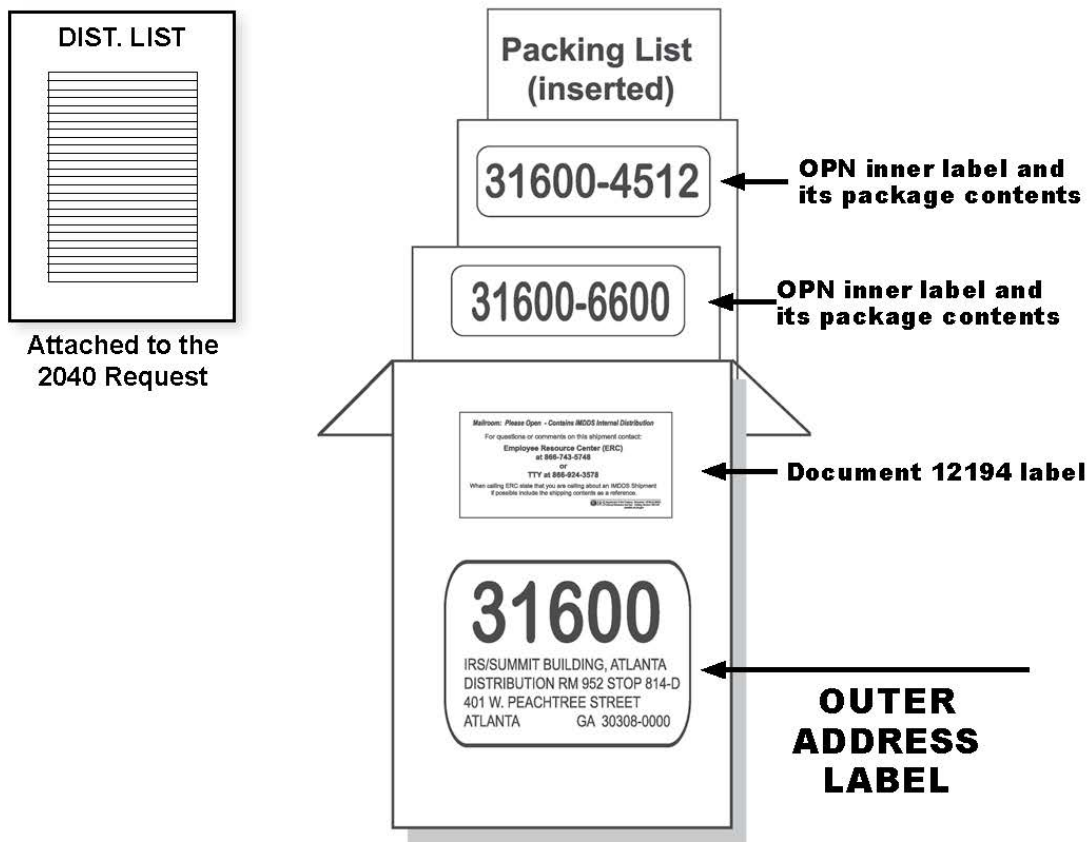 DIST. LIST
Attached to the
2040 Request
Packing List
(inserted)
31600-4512
OPN inner label and
its package contents
31600-6600
OPN inner label and
its package contents
Mailroom: Please Open - Contains IMDDS Internal Distribution
For questions or comments on this shipment contact:
Employee Resource Center (ERC)
at 866-743-5748
or
TTY at 866-924-3578
When calling ERC state that you are calling about an IMDDS Shipment
if possible include the shipping contents as a reference.
Document 12194 label
31600
IRS/SUMMIT BUILDING, ATLANTA
DISTRIBUTION RM 952 STOP 814-D
401 W. PEACHTREE STREET
ATLANTA GA 30308-0000
OUTER
ADDRESS
LABEL